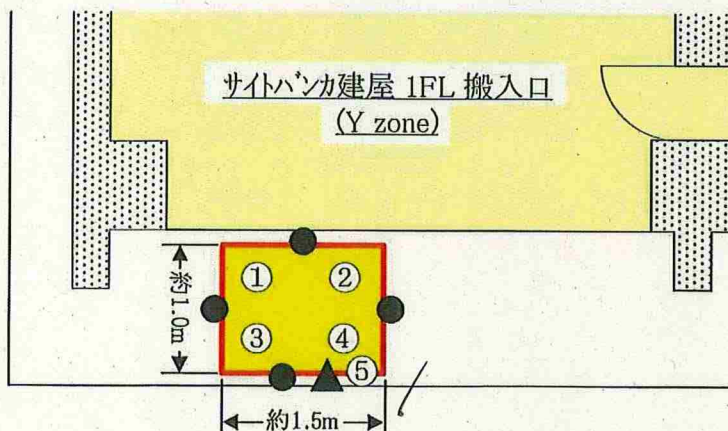 サイトバンカ建屋 1FL 搬入口
(Y zone)
① ②
約1.0m
③ ④
⑤
約1.5m